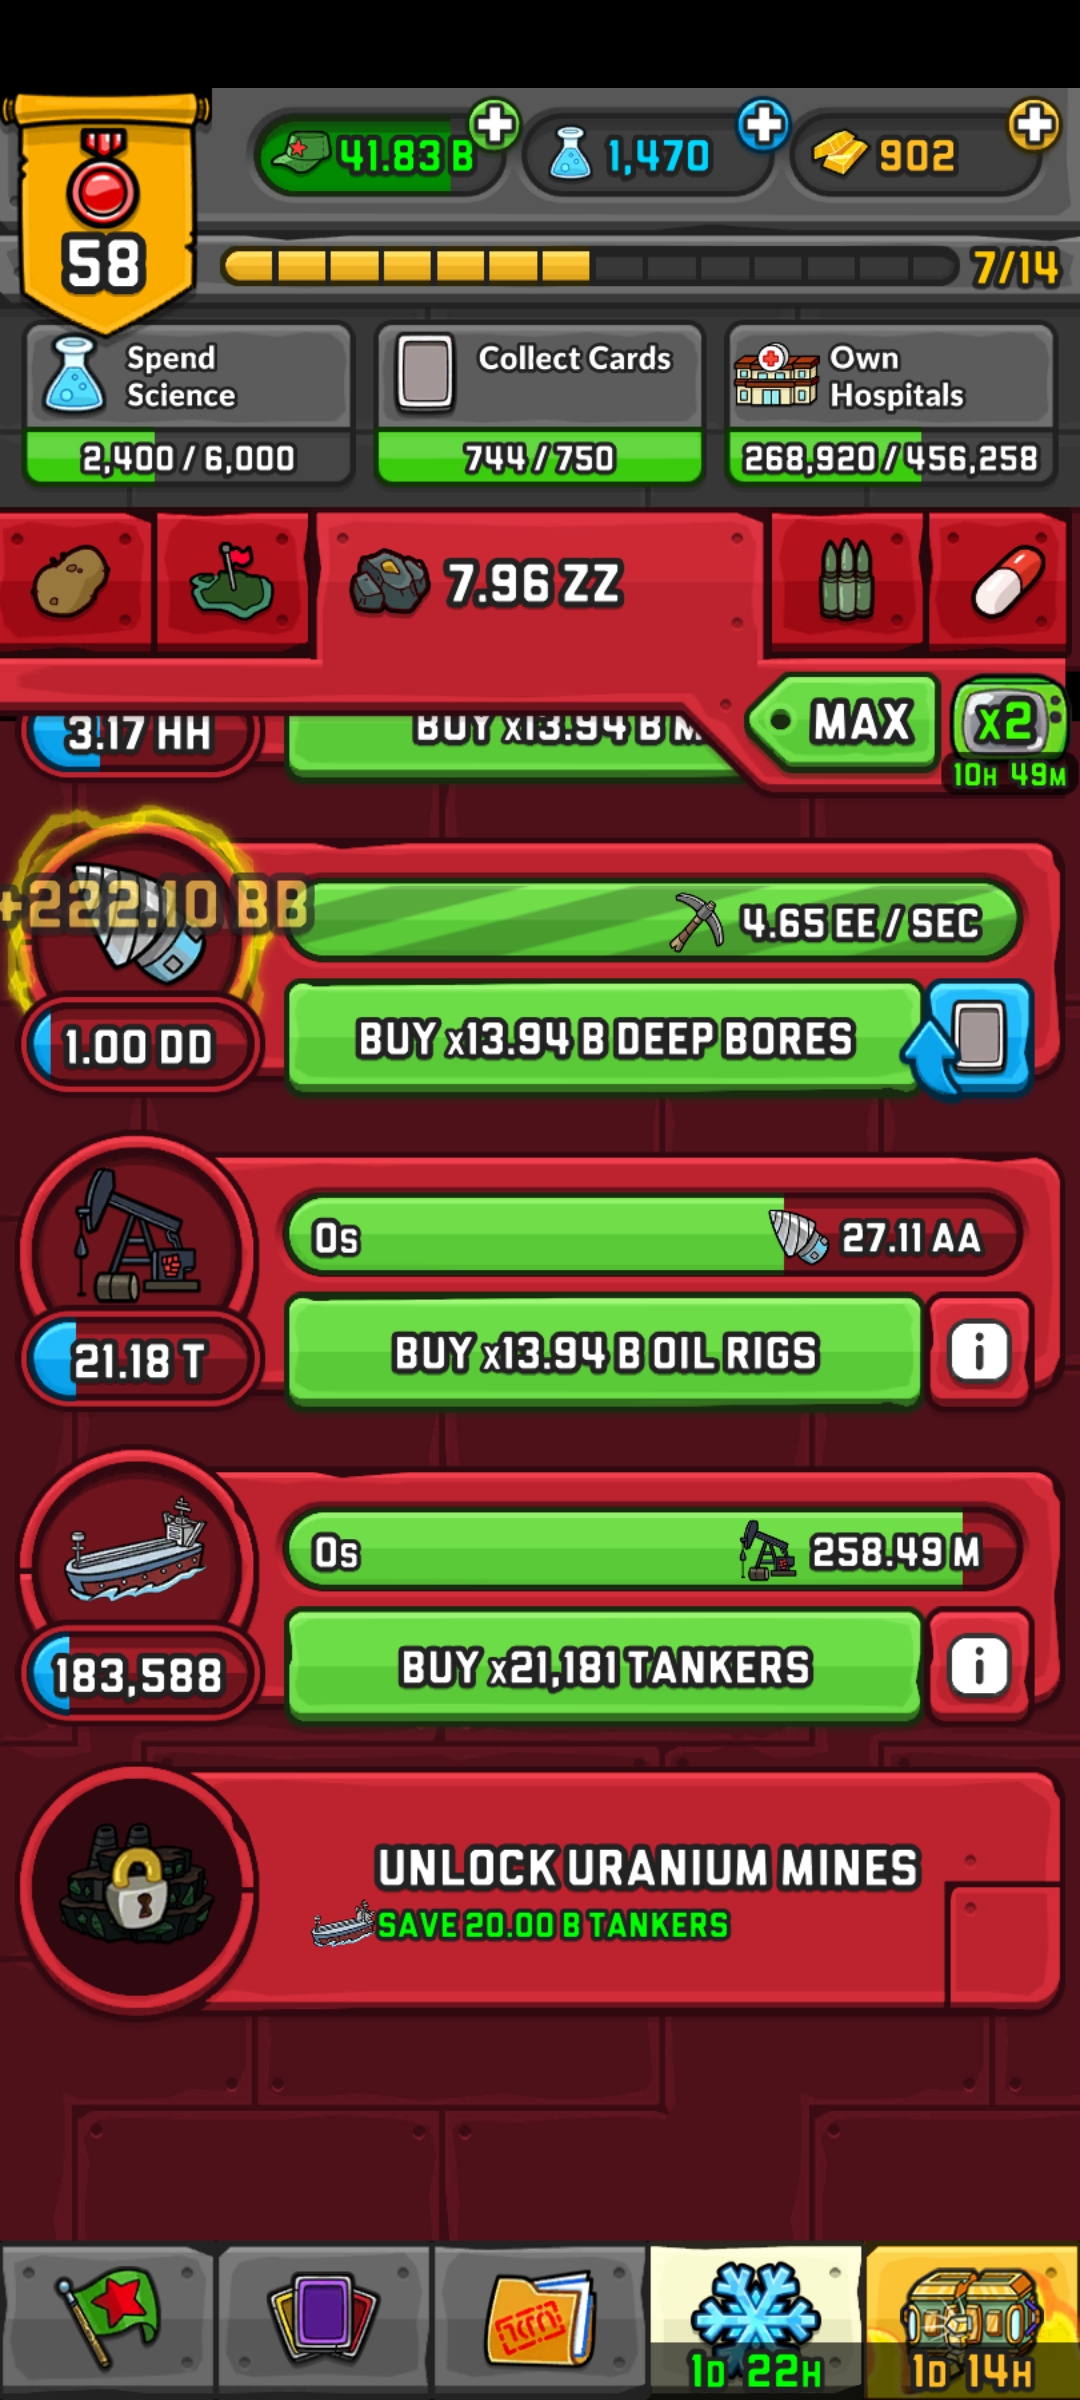 41.83 B
1,470
902
58
7/14
Spend
Science
2,400 / 6,000
Collect Cards
744 / 750
Own
Hospitals
268,920 / 456,258
7.96 ZZ
MAX
x2
10H 49M
3.17 HH
BUY x13.94 B M
+222.10 BB
4.65 EE / SEC
1.00 DD
BUY x13.94 B DEEP BORES
0s
27.11 AA
21.18 T
BUY x13.94 B OIL RIGS
i
0s
258.49 M
183,588
BUY x21,181 TANKERS
i
UNLOCK URANIUM MINES
SAVE 20.00 B TANKERS
1D 22H
1D 14H